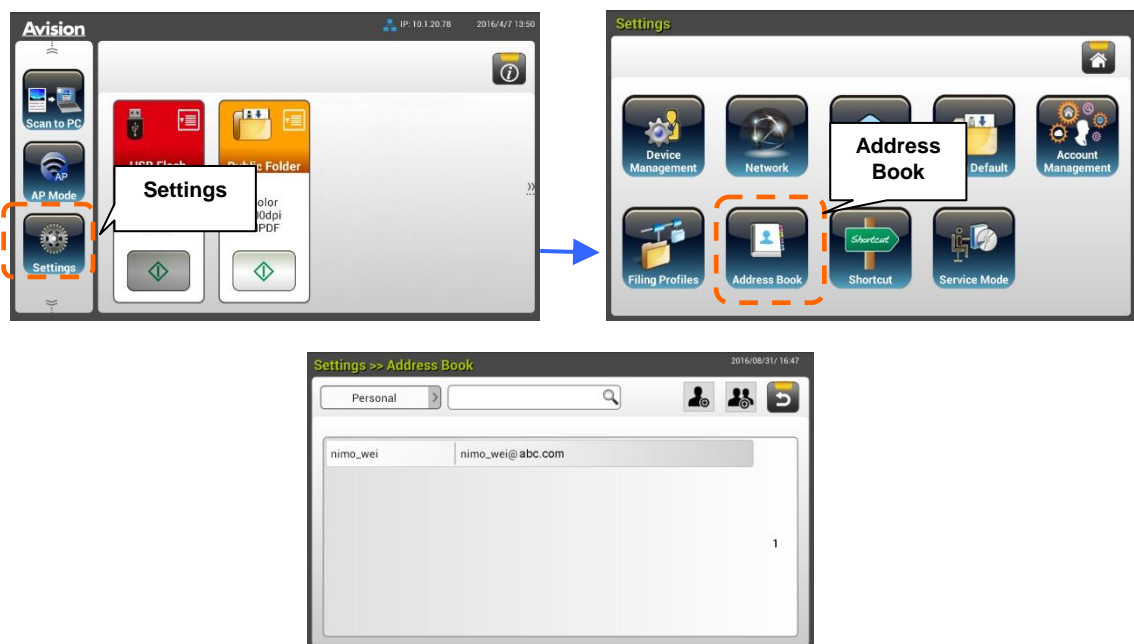 Avision
IP: 10.1.20.78 2016/4/7 13:50
Scan to PC
AP
AP Mode
Settings
Folder
Settings
PDF
Settings
Device
Management
Network
Address
Book
Default
Account
Management
Filing Profiles
Address Book
Shortcut
Shortcut
Service Mode
Settings >> Address Book
2016/08/31/ 16:47
Personal
nimo_wei
nimo_wei@abc.com
1